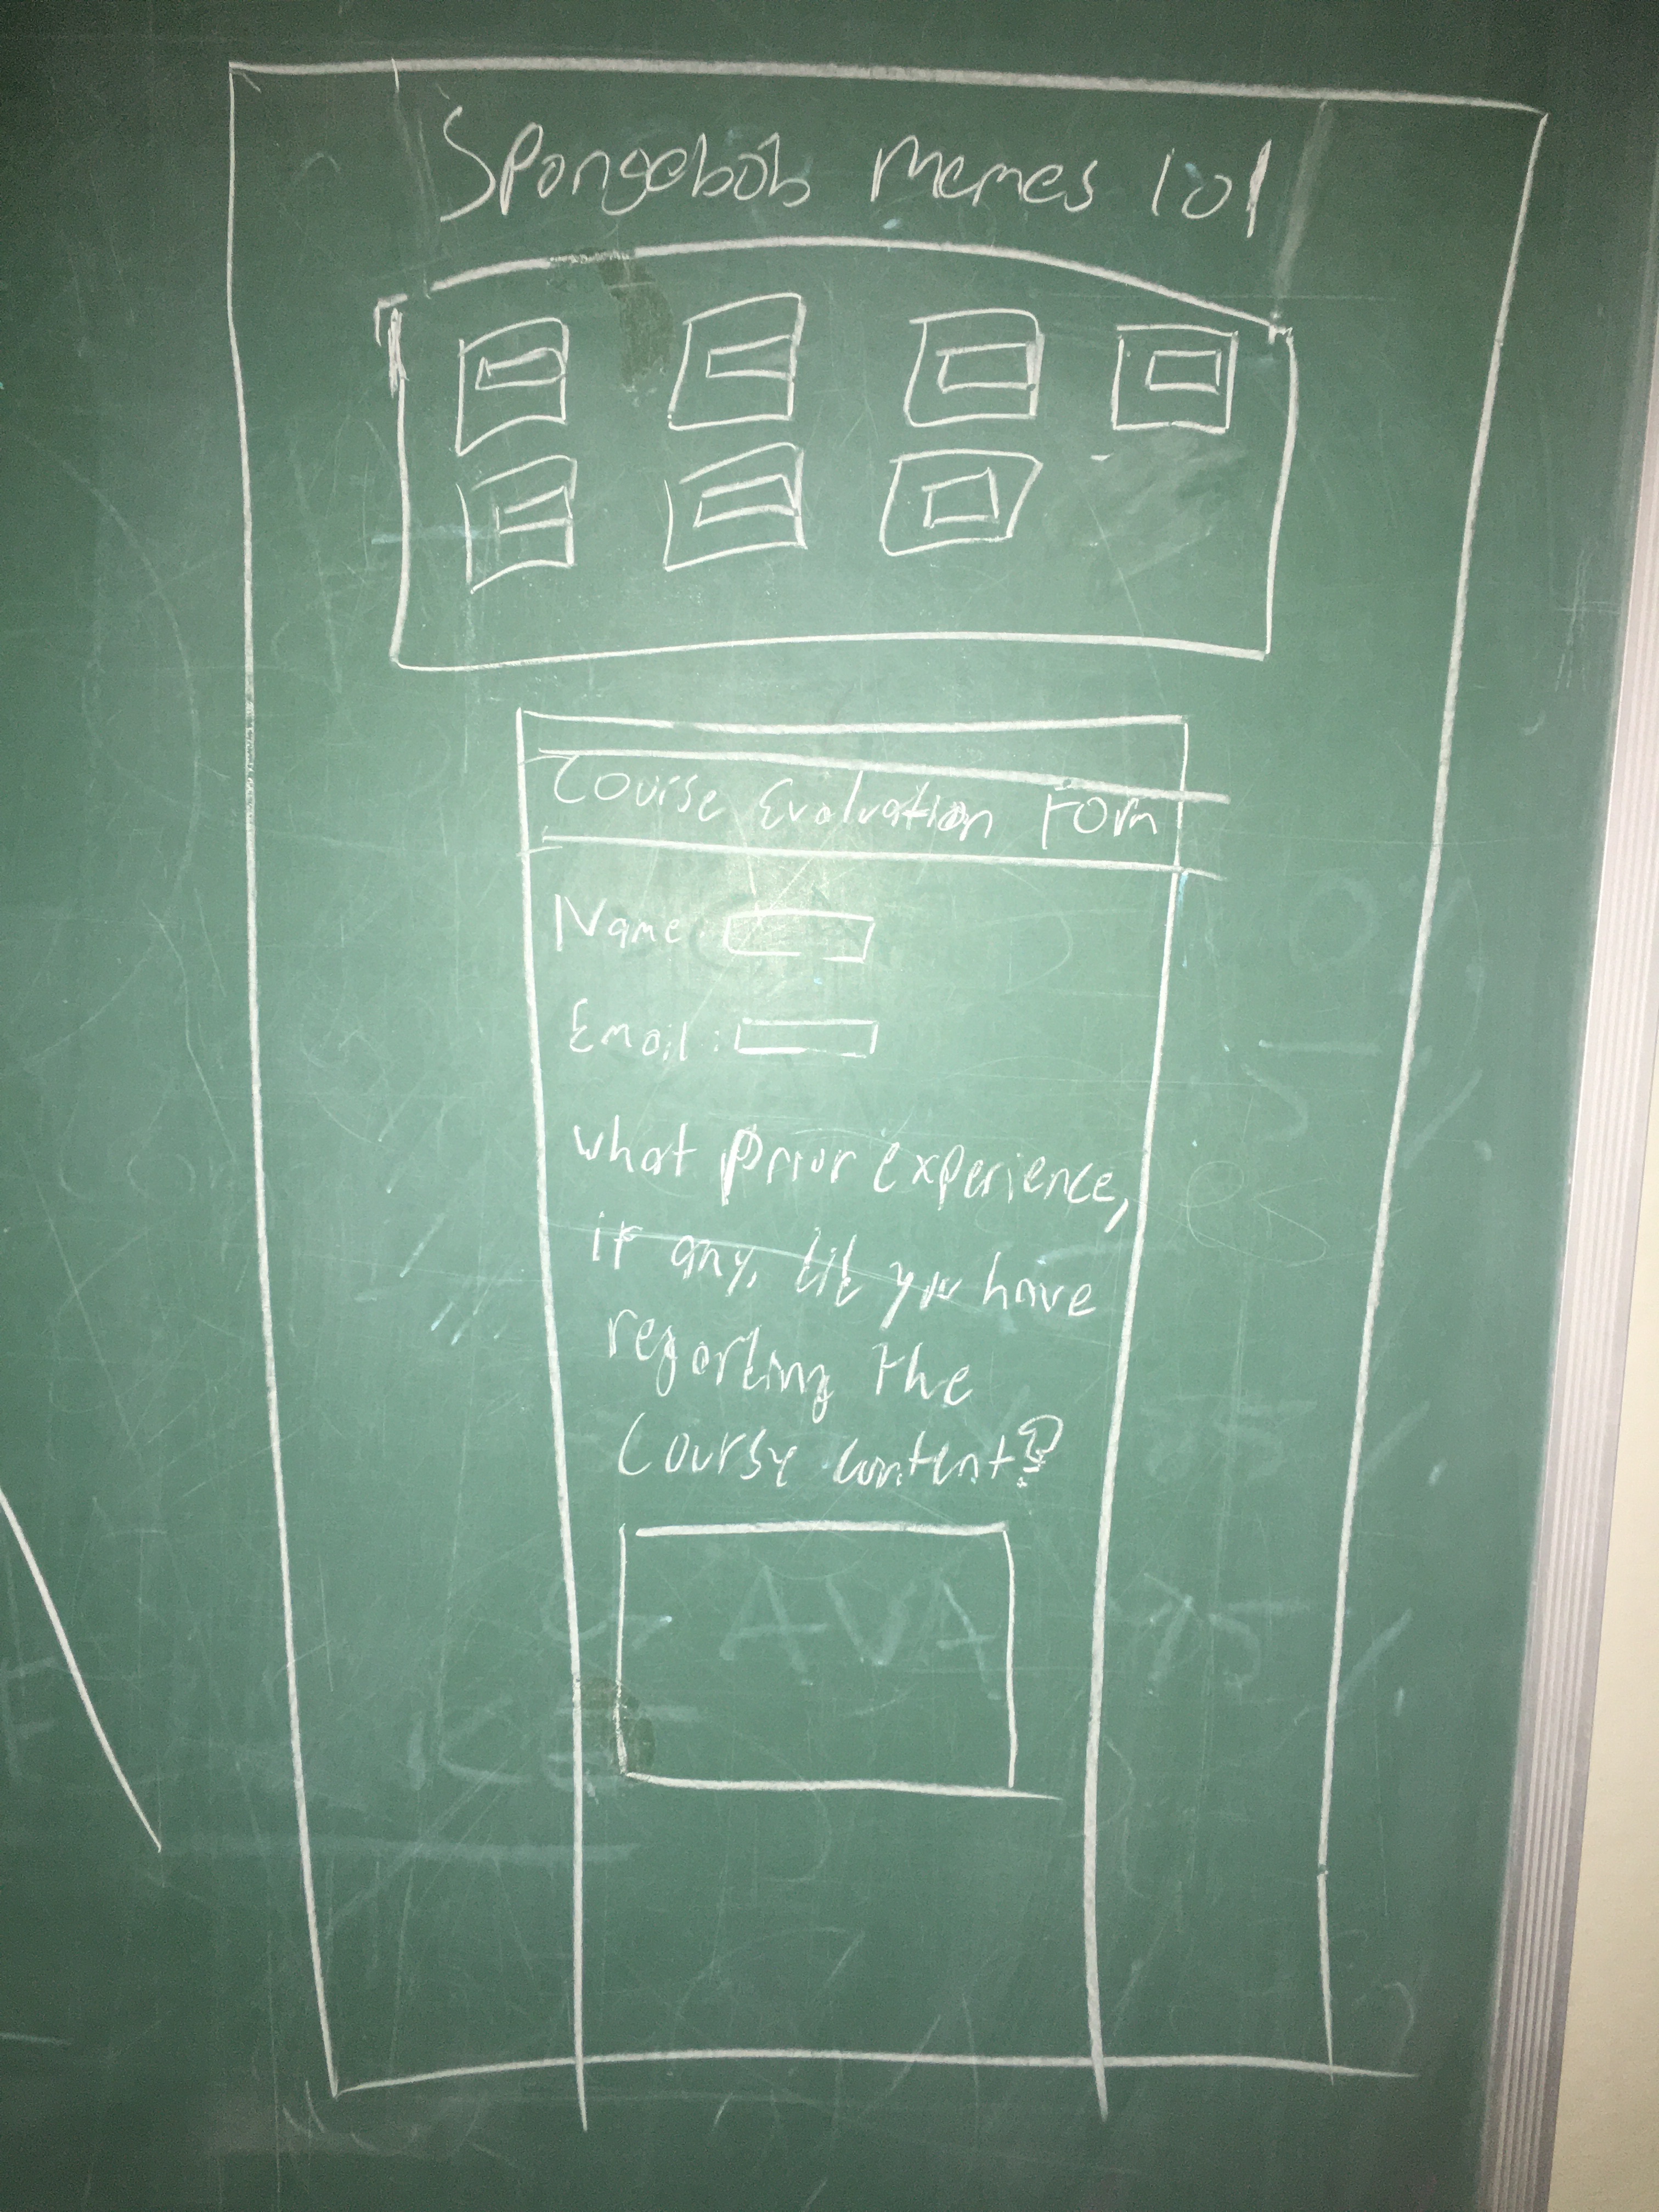 Spongebob Memes lol
Course Evaluation Form
Name:
Email:
What prior experience,
if any, did you have
regarding the
Course content?